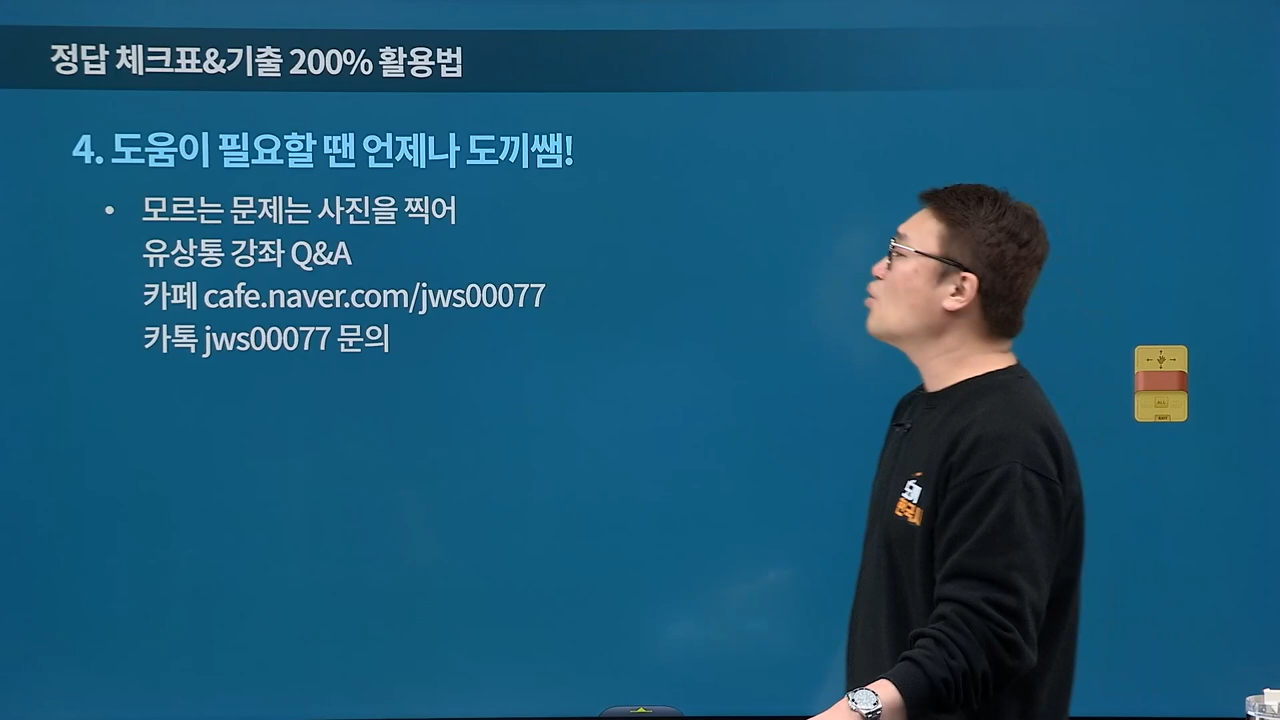 정답 체크표&기출 200% 활용법
4. 도움이 필요할 땐 언제나 도끼쌤!
• 모르는 문제는 사진을 찍어
유상통 강좌 Q&A
카페 cafe.naver.com/jws00077
카톡 jws00077 문의
ALL
EXIT